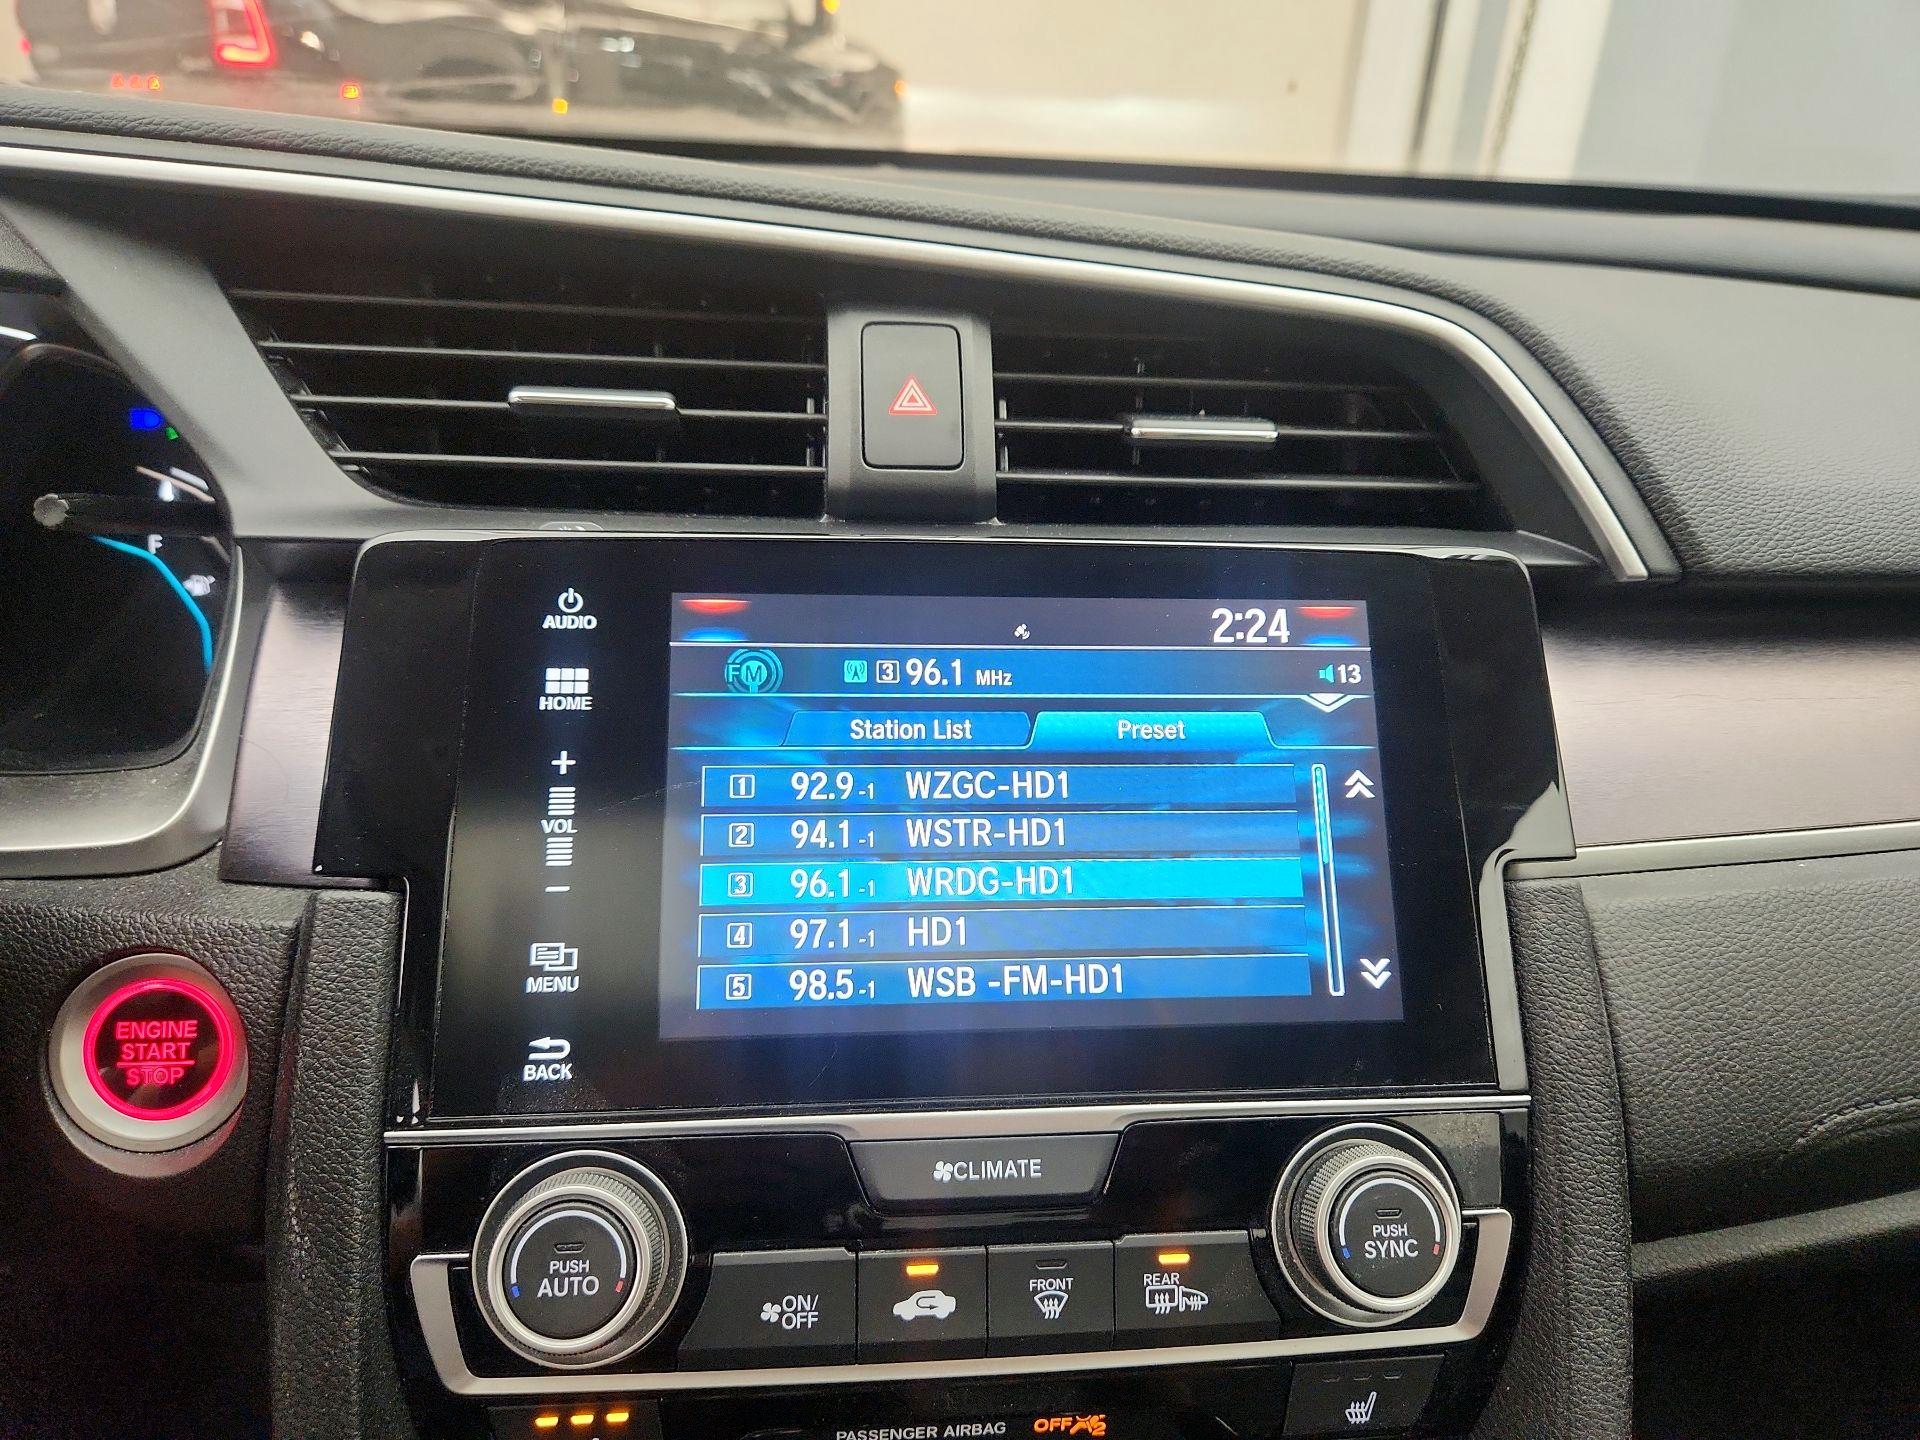 F
AUDIO
HOME
+
VOL
-
MENU
BACK
2:24
FM 3 96.1 MHz 13
Station List Preset
1 92.9-1 WZGC-HD1
2 94.1-1 WSTR-HD1
3 96.1-1 WRDG-HD1
4 97.1-1 HD1
5 98.5-1 WSB -FM-HD1
ENGINE
START
STOP
CLIMATE
PUSH
AUTO
ON/
OFF
FRONT
REAR
PUSH
SYNC
PASSENGER AIRBAG OFF 2